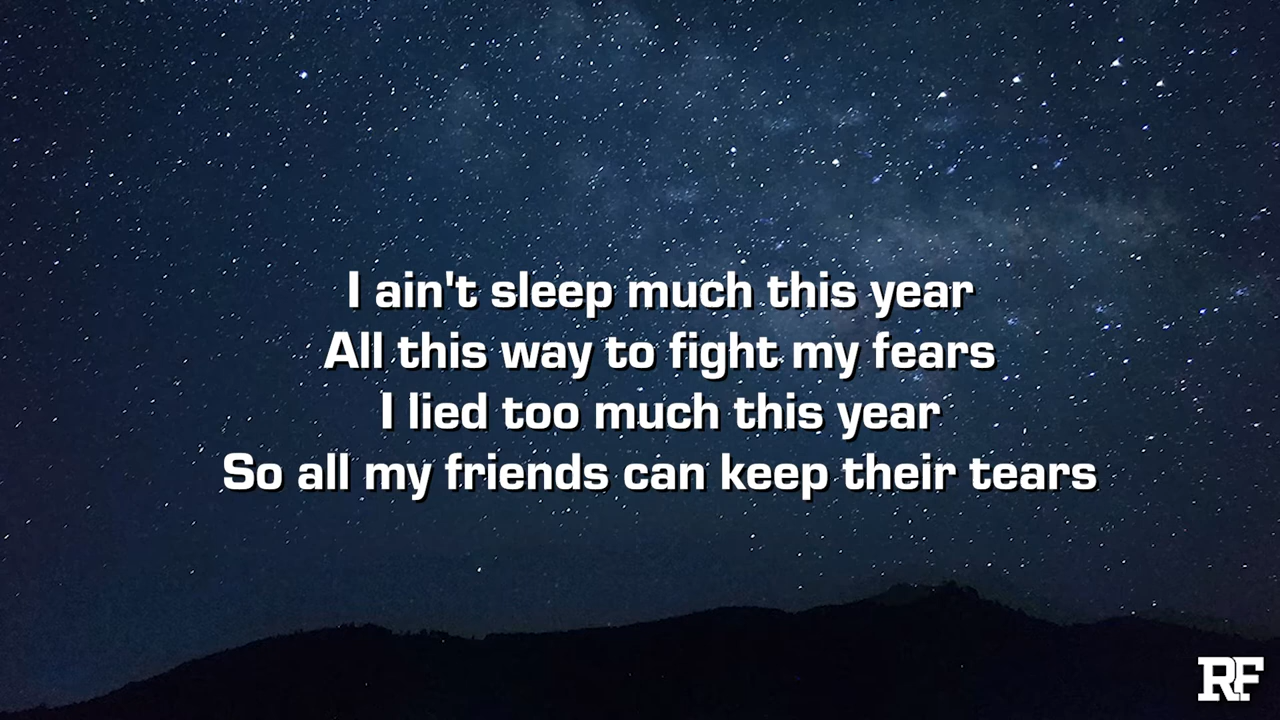 I ain't sleep much this year
All this way to fight my fears
I lied too much this year
So all my friends can keep their tears
RF